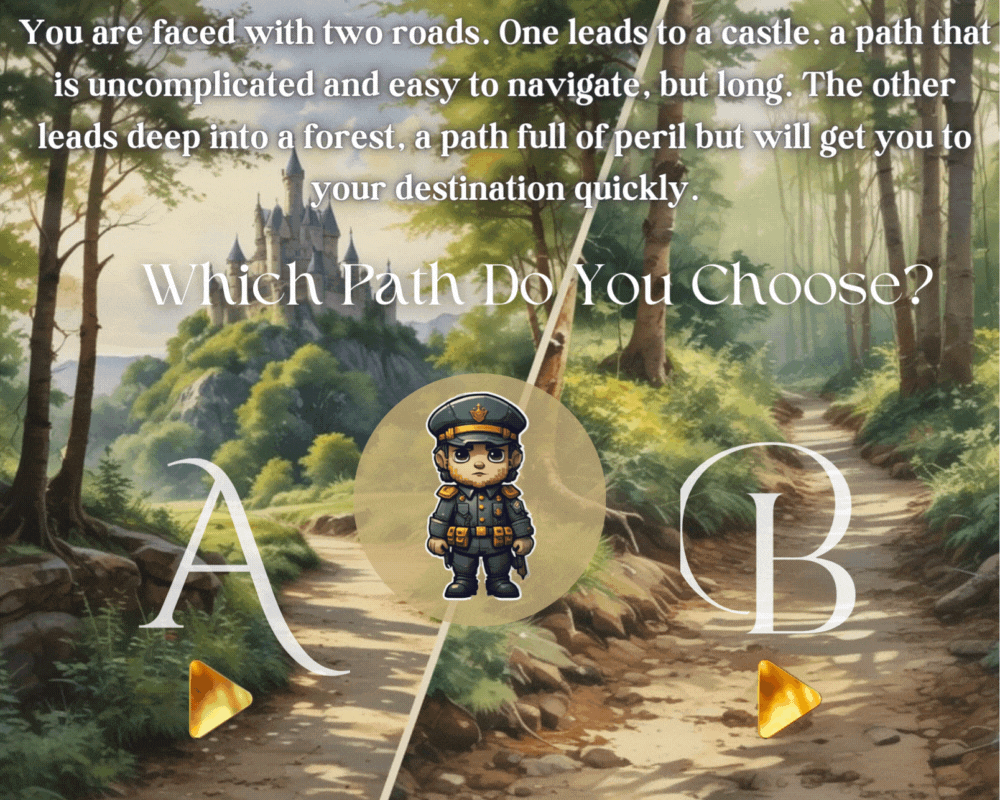 You are faced with two roads. One leads to a castle. a path that
is uncomplicated and easy to navigate, but long. The other
leads deep into a forest, a path full of peril but will get you to
your destination quickly.
Which Path Do You Choose?
A
B